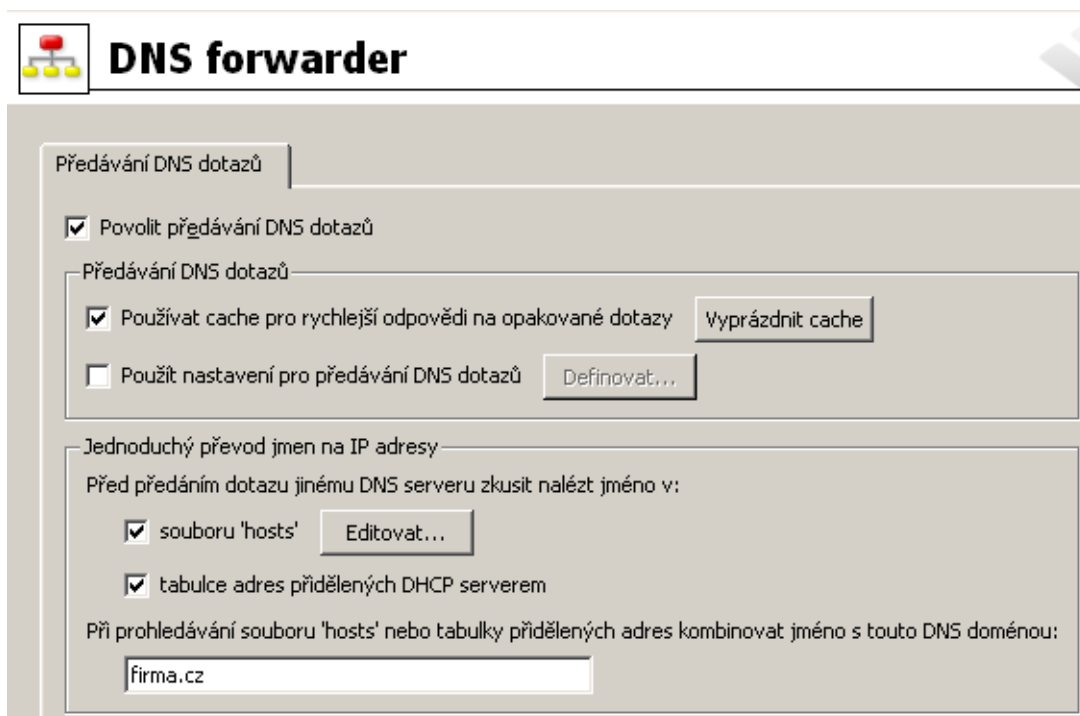 DNS forwarder
Předávání DNS dotazů
Povolit předávání DNS dotazů
Předávání DNS dotazů
Používat cache pro rychlejší odpovědi na opakované dotazy Vyprázdnit cache
Použít nastavení pro předávání DNS dotazů Definovat...
Jednoduchý převod jmen na IP adresy
Před předáním dotazu jinému DNS serveru zkusit nalézt jméno v:
souboru 'hosts' Editovat...
tabulce adres přidělených DHCP serverem
Při prohledávání souboru 'hosts' nebo tabulky přidělených adres kombinovat jméno s touto DNS doménou:
firma.cz